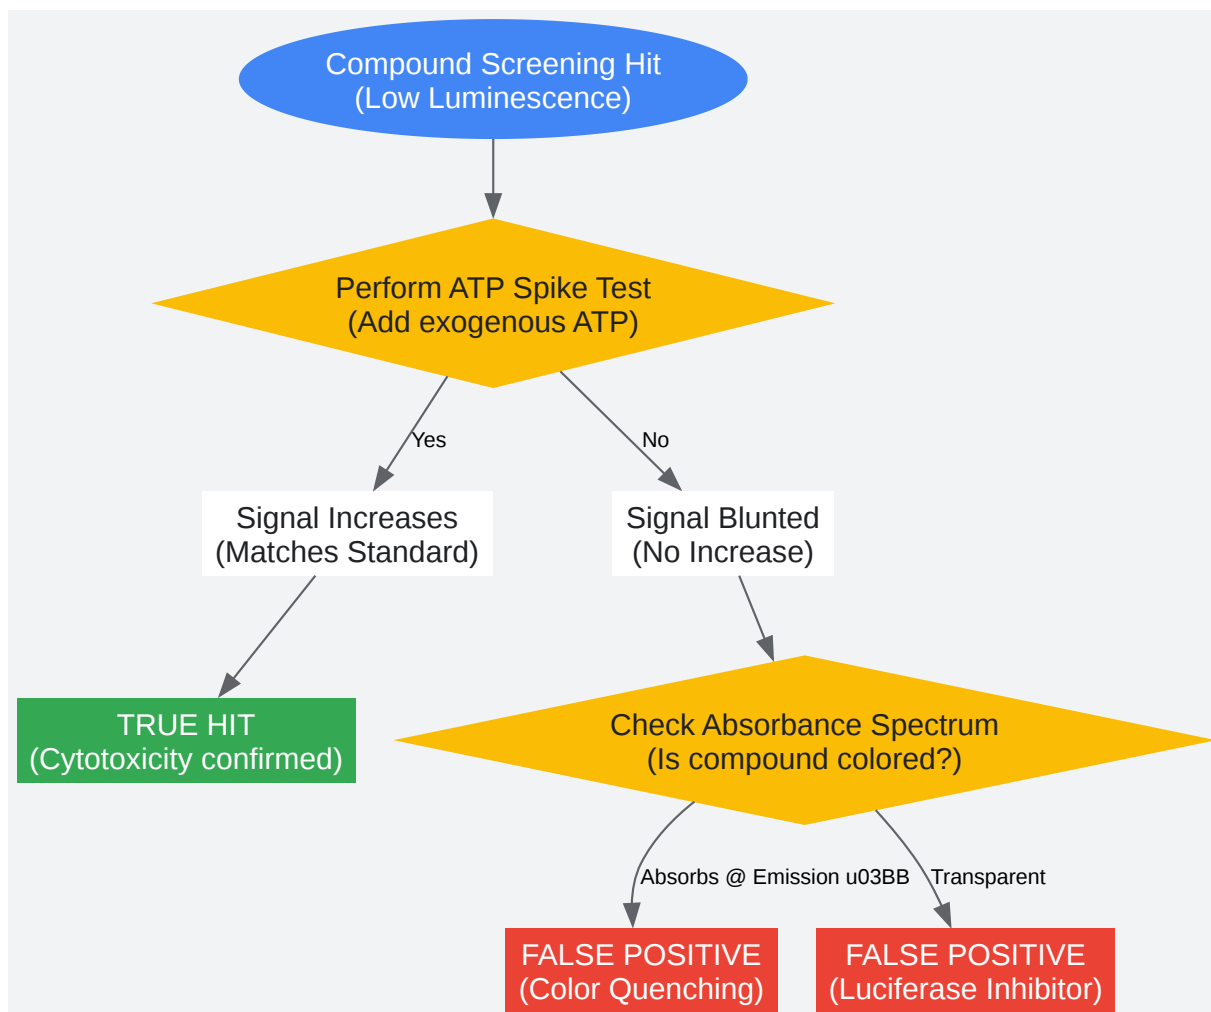 Compound Screening Hit
(Low Luminescence)
Perform ATP Spike Test
(Add exogenous ATP)
Yes
No
Signal Increases
(Matches Standard)
Signal Blunted
(No Increase)
TRUE HIT
(Cytotoxicity confirmed)
Check Absorbance Spectrum
(Is compound colored?)
Absorbs @ Emission u03BB
Transparent
FALSE POSITIVE
(Color Quenching)
FALSE POSITIVE
(Luciferase Inhibitor)